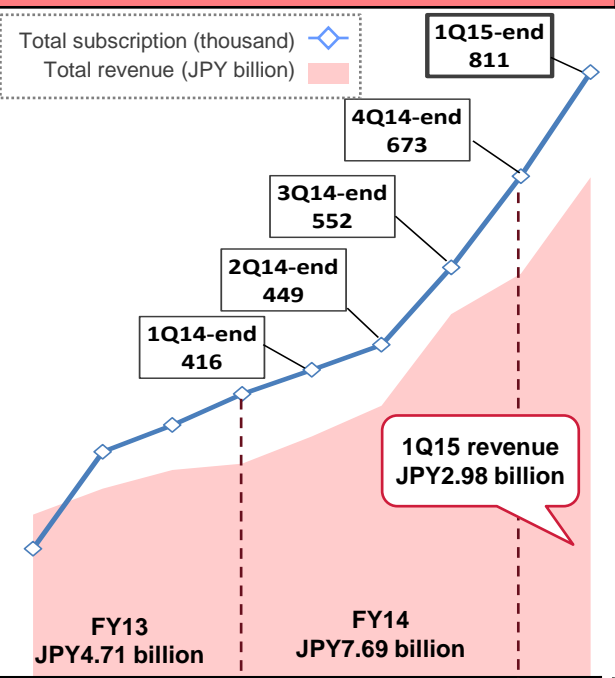 Total subscription (thousand)
Total revenue (JPY billion)
1Q15-end
811
4Q14-end
673
3Q14-end
552
2Q14-end
449
1Q14-end
416
1Q15 revenue
JPY2.98 billion
FY13
JPY4.71 billion
FY14
JPY7.69 billion